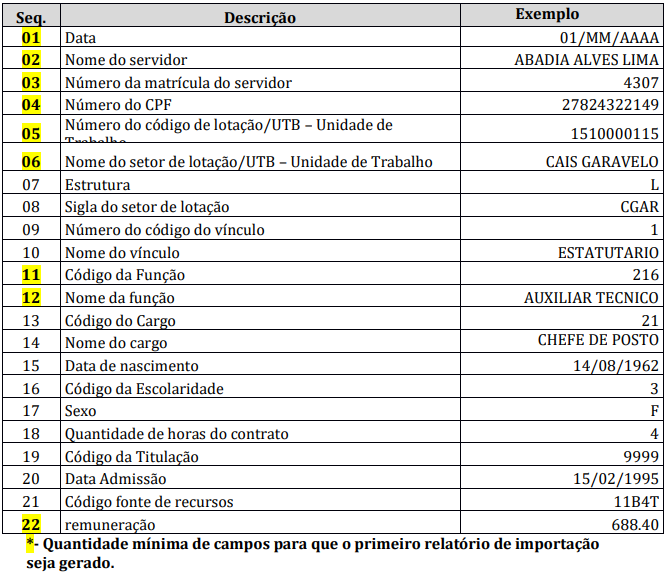 Seq. Descrição Exemplo
01 Data 01/MM/AAAA
02 Nome do servidor ABADIA ALVES LIMA
03 Número da matrícula do servidor 4307
04 Número do CPF 27824322149
05 Número do código de lotação/UTB – Unidade de Trabalho 1510000115
06 Nome do setor de lotação/UTB – Unidade de Trabalho CAIS GARAVELO
07 Estrutura L
08 Sigla do setor de lotação CGAR
09 Número do código do vínculo 1
10 Nome do vínculo ESTATUTARIO
11 Código da Função 216
12 Nome da função AUXILIAR TECNICO
13 Código do Cargo 21
14 Nome do cargo CHEFE DE POSTO
15 Data de nascimento 14/08/1962
16 Código da Escolaridade 3
17 Sexo F
18 Quantidade de horas do contrato 4
19 Código da Titulação 9999
20 Data Admissão 15/02/1995
21 Código fonte de recursos 11B4T
22 remuneração 688.40
*- Quantidade mínima de campos para que o primeiro relatório de importação
seja gerado.